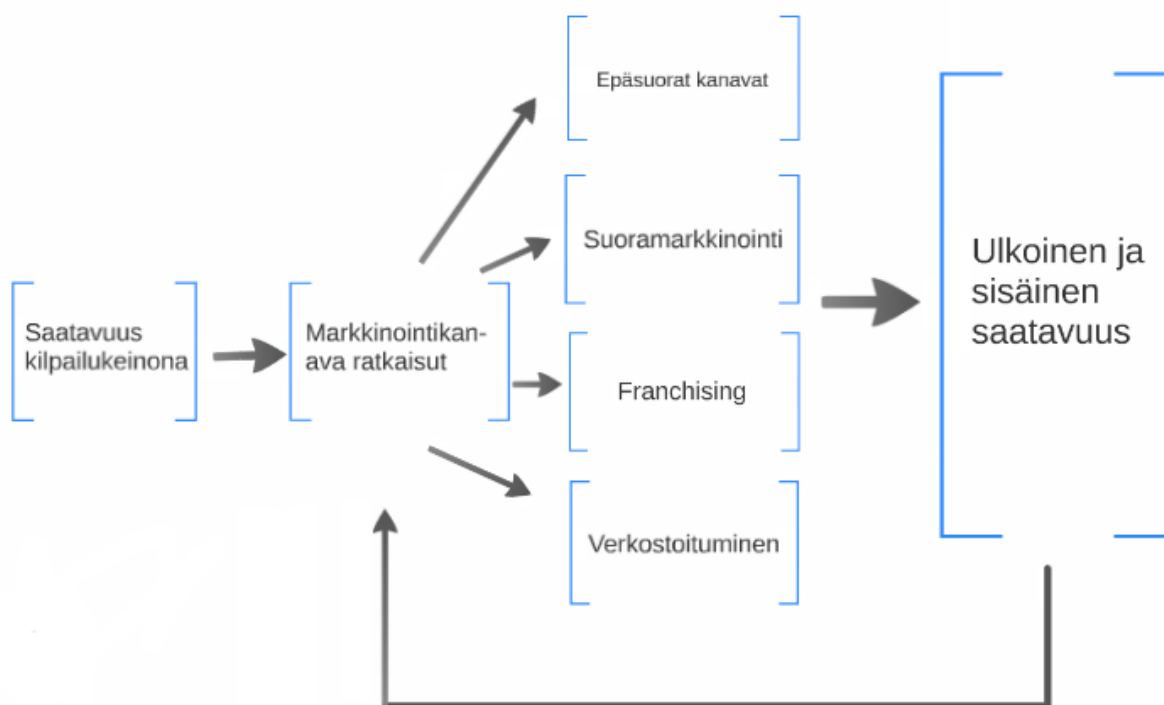 Saatavuus
kilpailukeinona
Markkinointikan-
ava ratkaisut
Epäsuorat kanavat
Suoramarkkinointi
Franchising
Verkostoituminen
Ulkoinen ja
sisäinen
saatavuus